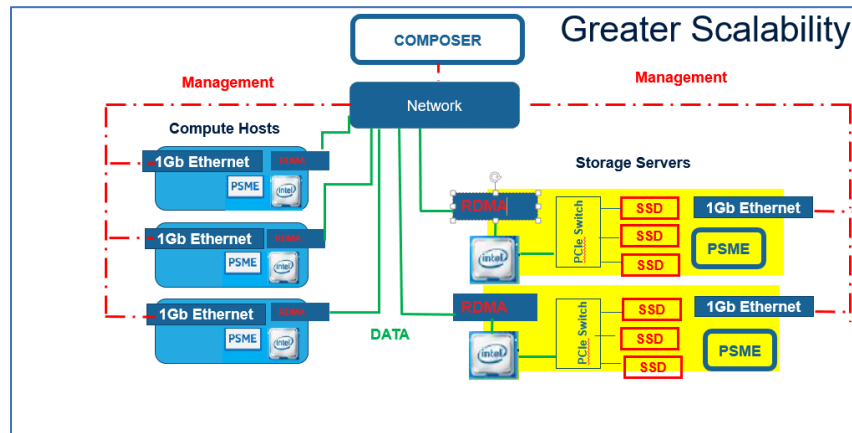 Greater Scalability
COMPOSER
Management
Management
Network
Compute Hosts
1Gb Ethernet
RDMA
PSME
intel
1Gb Ethernet
RDMA
PSME
intel
1Gb Ethernet
RDMA
PSME
intel
DATA
Storage Servers
RDMA
intel
PCIe Switch
SSD
SSD
SSD
1Gb Ethernet
PSME
RDMA
intel
PCIe Switch
SSD
SSD
SSD
1Gb Ethernet
PSME